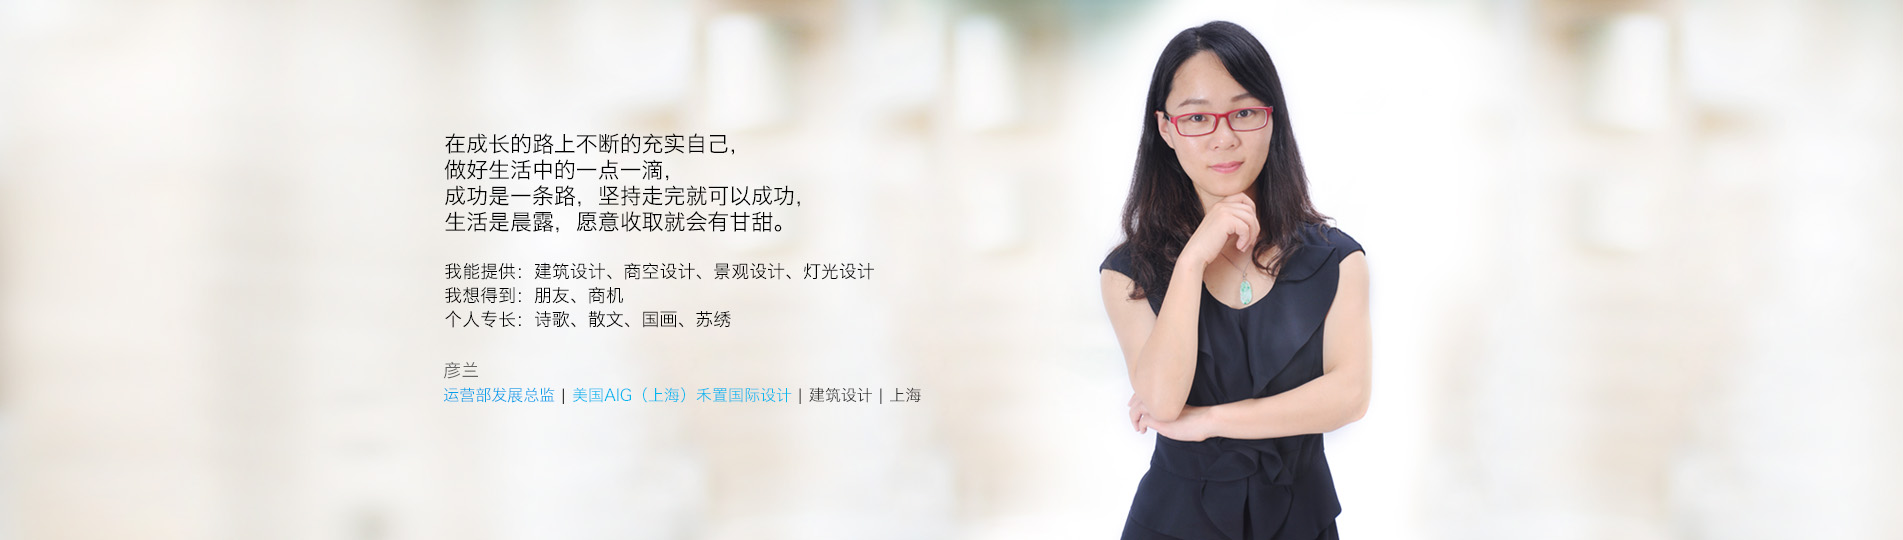 在成长的路上不断的充实自己，
做好生活中的一点一滴，
成功是一条路，坚持走完就可以成功，
生活是晨露，愿意收取就会有甘甜。
我能提供：建筑设计、商空设计、景观设计、灯光设计
我想得到：朋友、商机
个人专长：诗歌、散文、国画、苏绣
彦兰
运营部发展总监 | 美国AIG（上海）禾置国际设计 | 建筑设计 | 上海